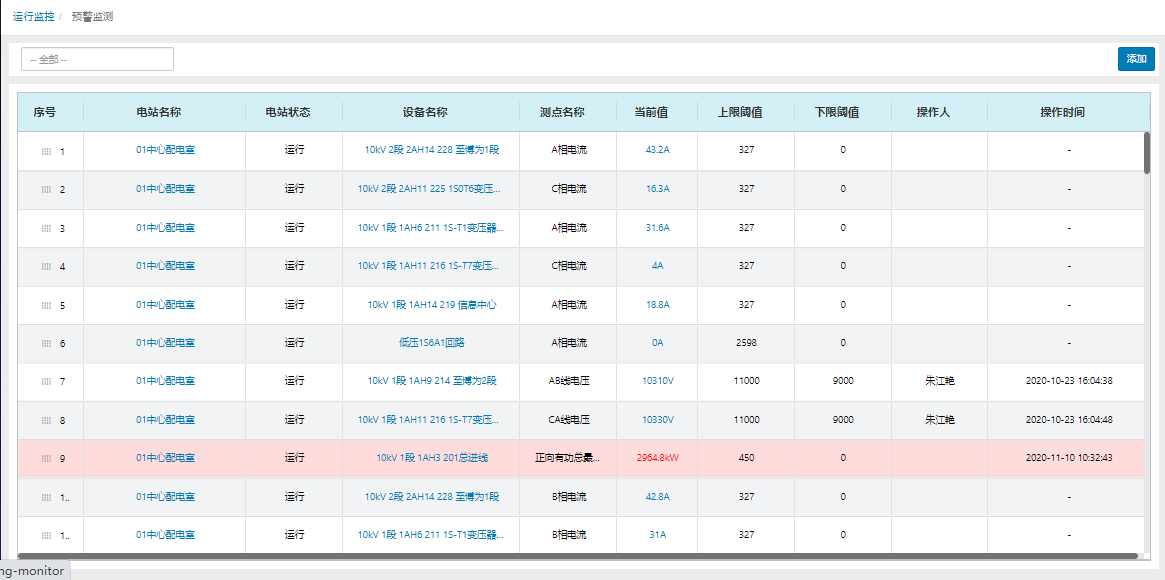 运行监控 / 预警监测
-- 全部 --
添加
序号 电站名称 电站状态 设备名称 测点名称 当前值 上限阈值 下限阈值 操作人 操作时间
1 01中心配电室 运行 10kV 2段 2AH14 228 至博为1段 A相电流 43.2A 327 0 -
2 01中心配电室 运行 10kV 2段 2AH11 225 1S0T6变压... C相电流 16.3A 327 0 -
3 01中心配电室 运行 10kV 1段 1AH6 211 1S-T1变压器... A相电流 31.6A 327 0 -
4 01中心配电室 运行 10kV 1段 1AH11 216 1S-T7变压... C相电流 4A 327 0 -
5 01中心配电室 运行 10kV 1段 1AH14 219 信息中心 A相电流 18.8A 327 0 -
6 01中心配电室 运行 低压1S6A1回路 A相电流 0A 2598 0 -
7 01中心配电室 运行 10kV 1段 1AH9 214 至博为2段 AB线电压 10310V 11000 9000 朱江艳 2020-10-23 16:04:38
8 01中心配电室 运行 10kV 1段 1AH11 216 1S-T7变压... CA线电压 10330V 11000 9000 朱江艳 2020-10-23 16:04:48
9 01中心配电室 运行 10kV 1段 1AH3 201总进线 正向有功总最... 2964.8kW 450 0 2020-11-10 10:32:43
1.. 01中心配电室 运行 10kV 2段 2AH14 228 至博为1段 B相电流 42.8A 327 0 -
1.. 01中心配电室 运行 10kV 1段 1AH6 211 1S-T1变压器... B相电流 31A 327 0 -
ng-monitor